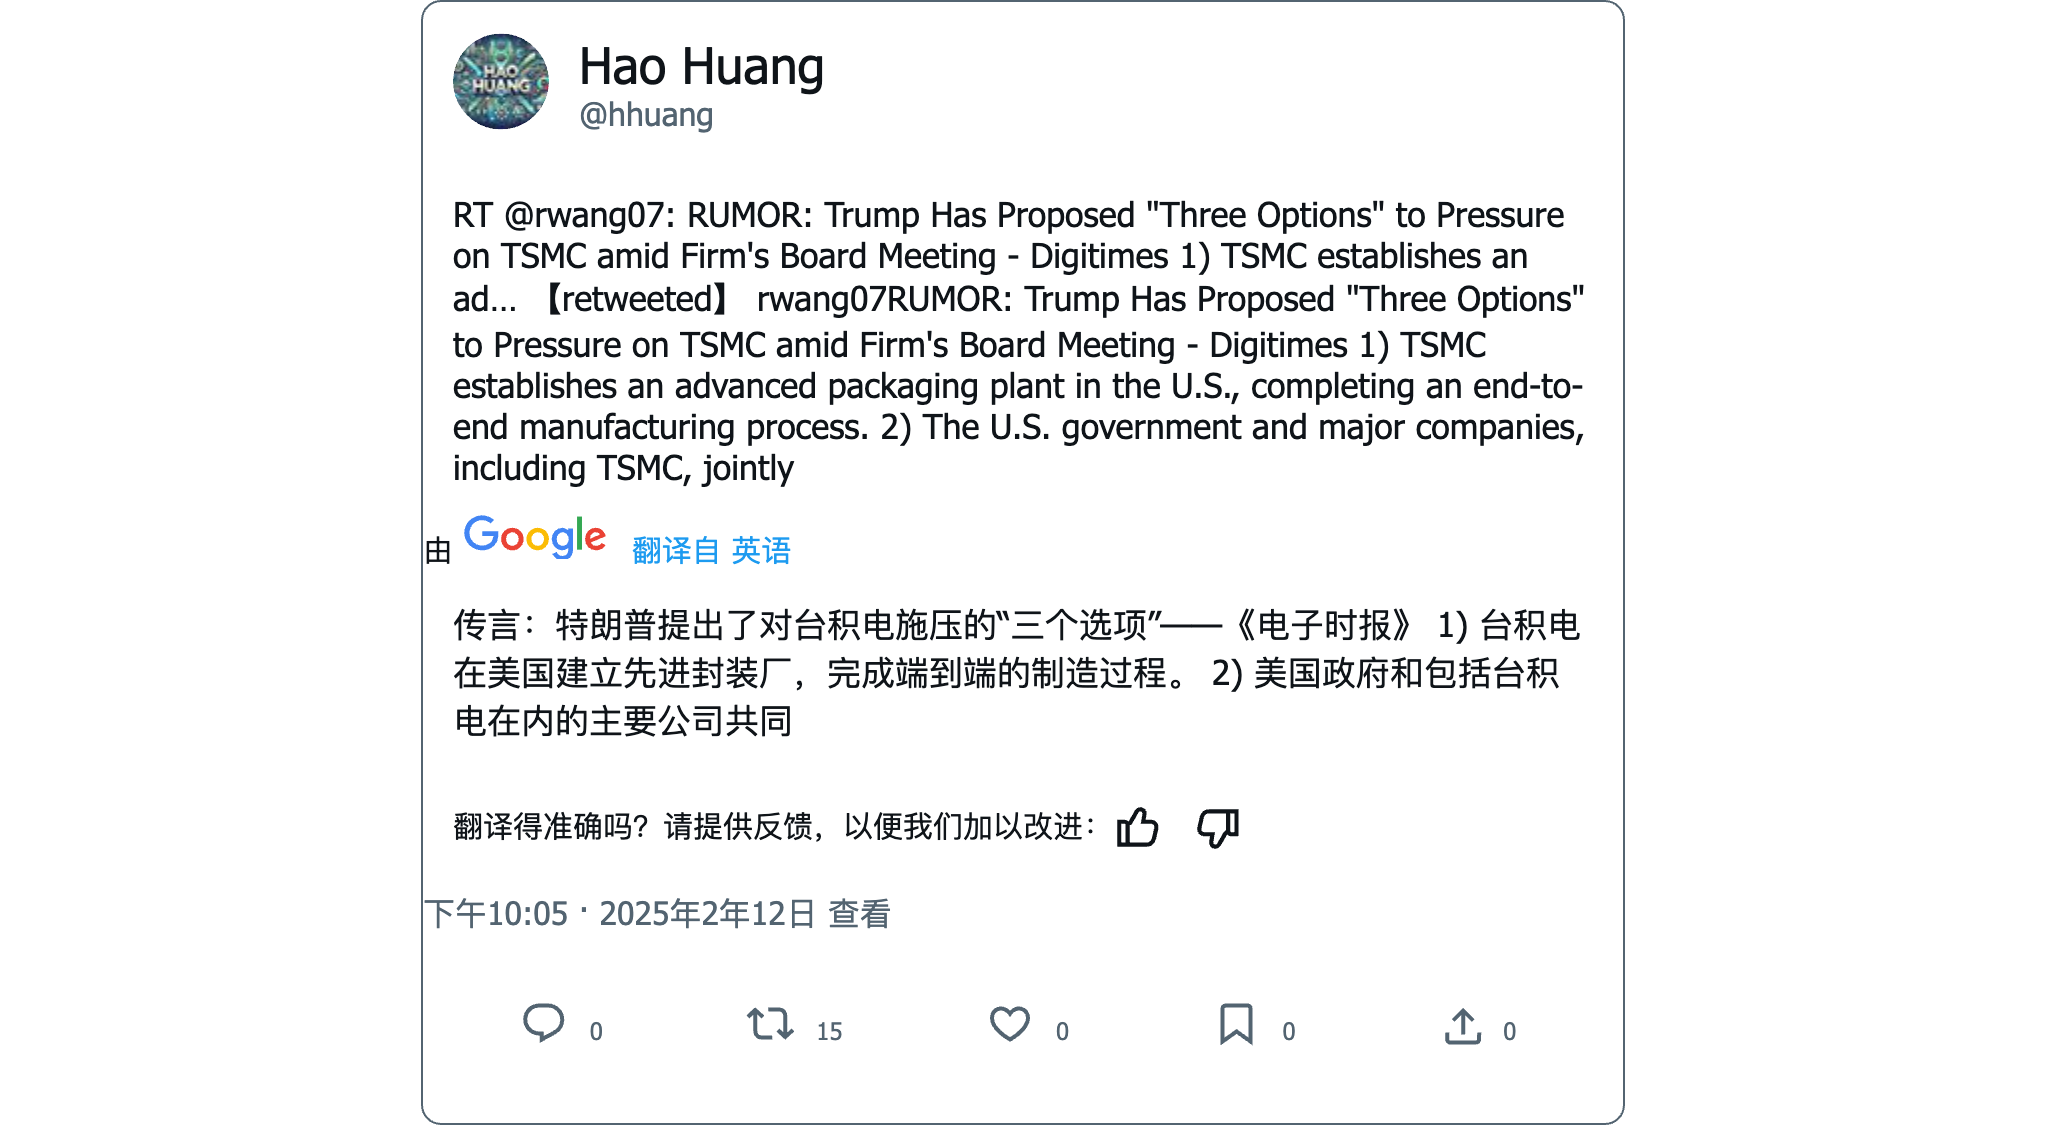 HAO
HUANG
Hao Huang
@hhuang
RT @rwang07: RUMOR: Trump Has Proposed "Three Options" to Pressure
on TSMC amid Firm's Board Meeting - Digitimes 1) TSMC establishes an
ad... 【retweeted】 rwang07RUMOR: Trump Has Proposed "Three Options"
to Pressure on TSMC amid Firm's Board Meeting - Digitimes 1) TSMC
establishes an advanced packaging plant in the U.S., completing an end-to-
end manufacturing process. 2) The U.S. government and major companies,
including TSMC, jointly
由 Google 翻译自 英语
传言：特朗普提出了对台积电施压的“三个选项”——《电子时报》 1) 台积电
在美国建立先进封装厂，完成端到端的制造过程。 2) 美国政府和包括台积
电在内的主要公司共同
翻译得准确吗？请提供反馈，以便我们加以改进：
下午10:05 · 2025年2年12日 查看
0 15 0 0 0